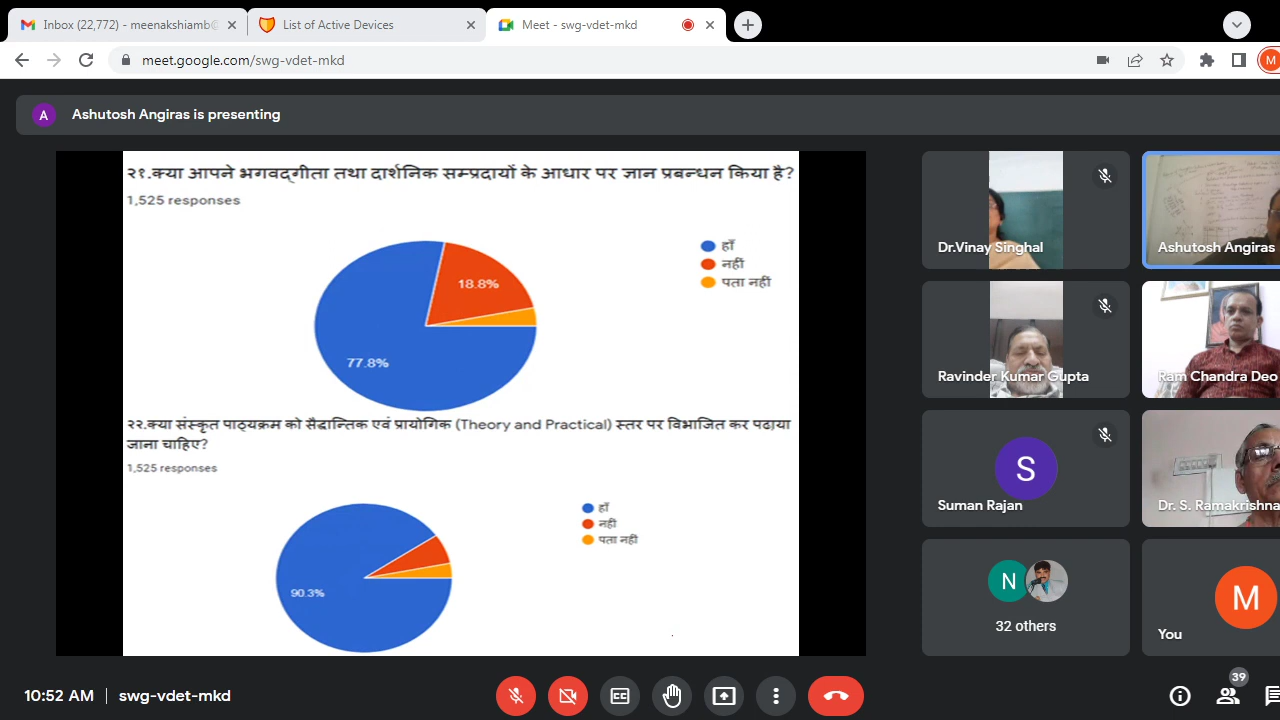 Inbox (22,772) - meenakshiamb@
List of Active Devices
Meet - swg-vdet-mkd
meet.google.com/swg-vdet-mkd
M
A
Ashutosh Angiras is presenting
२१.क्या आपने भगवद्गीता तथा दार्शनिक सम्प्रदायों के आधार पर ज्ञान प्रबन्धन किया है?
1,525 responses
हाँ
नहीं
पता नहीं
18.8%
77.8%
२२.क्या संस्कृत पाठ्यक्रम को सैद्धान्तिक एवं प्रायोगिक (Theory and Practical) स्तर पर विभाजित कर पढाया
जाना चाहिए?
1,525 responses
हाँ
नहीं
पता नहीं
90.3%
Dr.Vinay Singhal
Ashutosh Angiras
Ravinder Kumar Gupta
Ram Chandra Deo
S
Suman Rajan
Dr. S. Ramakrishna
N
32 others
M
You
10:52 AM | swg-vdet-mkd
39